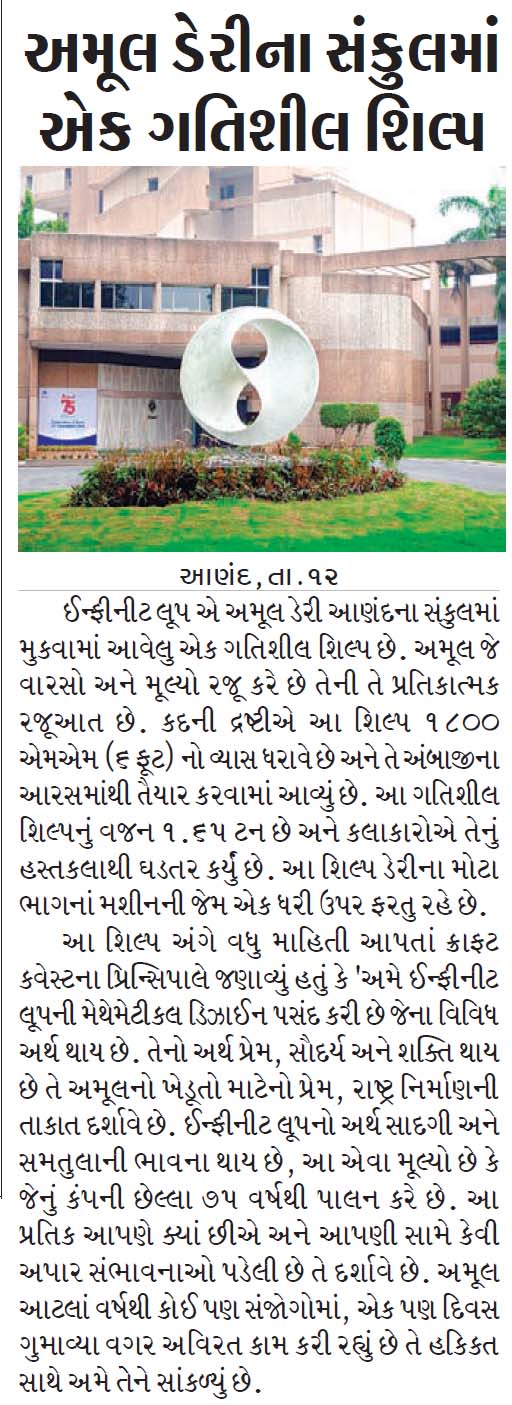 અમૂલ ડેરીના સંકુલમાં
એક ગતિશીલ શિલ્પ
75
આણંદ,તા.૧૨
ઈન્ફીનીટ લૂપ એ અમૂલ ડેરી આણંદના સંકુલમાં
મુકવામાં આવેલુ એક ગતિશીલ શિલ્પ છે. અમૂલ જે
વારસો અને મૂલ્યો રજૂ કરે છે તેની તે પ્રતિકાત્મક
રજૂઆત છે. કદની દ્રષ્ટીએ આ શિલ્પ ૧૮૦૦
એમએમ (૬ ફૂટ) નો વ્યાસ ધરાવે છે અને તે અંબાજીના
આરસમાંથી તૈયાર કરવામાં આવ્યું છે. આ ગતિશીલ
શિલ્પનું વજન ૧.૬૫ ટન છે અને કલાકારોએ તેનું
હસ્તકલાથી ઘડતર કર્યું છે. આ શિલ્પ ડેરીના મોટા
ભાગનાં મશીનની જેમ એક ધરી ઉપર ફરતુ રહે છે.
આ શિલ્પ અંગે વધુ માહિતી આપતાં ક્રાફટ
કવેસ્ટના પ્રિન્સિપાલે જણાવ્યું હતું કે 'અમે ઈન્ફીનીટ
લૂપની મેથેમેટીકલ ડિઝાઈન પસંદ કરી છે જેના વિવિધ
અર્થ થાય છે. તેનો અર્થ પ્રેમ, સૌદર્ય અને શક્તિ થાય
છે તે અમૂલનો ખેડૂતો માટેનો પ્રેમ, રાષ્ટ્ર નિર્માણની
તાકાત દર્શાવે છે. ઈન્ફીનીટ લૂપનો અર્થ સાદગી અને
સમતુલાની ભાવના થાય છે, આ એવા મૂલ્યો છે કે
જેનું કંપની છેલ્લા ૭૫ વર્ષથી પાલન કરે છે. આ
પ્રતિક આપણે ક્યાં છીએ અને આપણી સામે કેવી
અપાર સંભાવનાઓ પડેલી છે તે દર્શાવે છે. અમૂલ
આટલાં વર્ષથી કોઈ પણ સંજોગોમાં, એક પણ દિવસ
ગુમાવ્યા વગર અવિરત કામ કરી રહ્યું છે તે હકિકત
સાથે અમે તેને સાંકળ્યું છે.